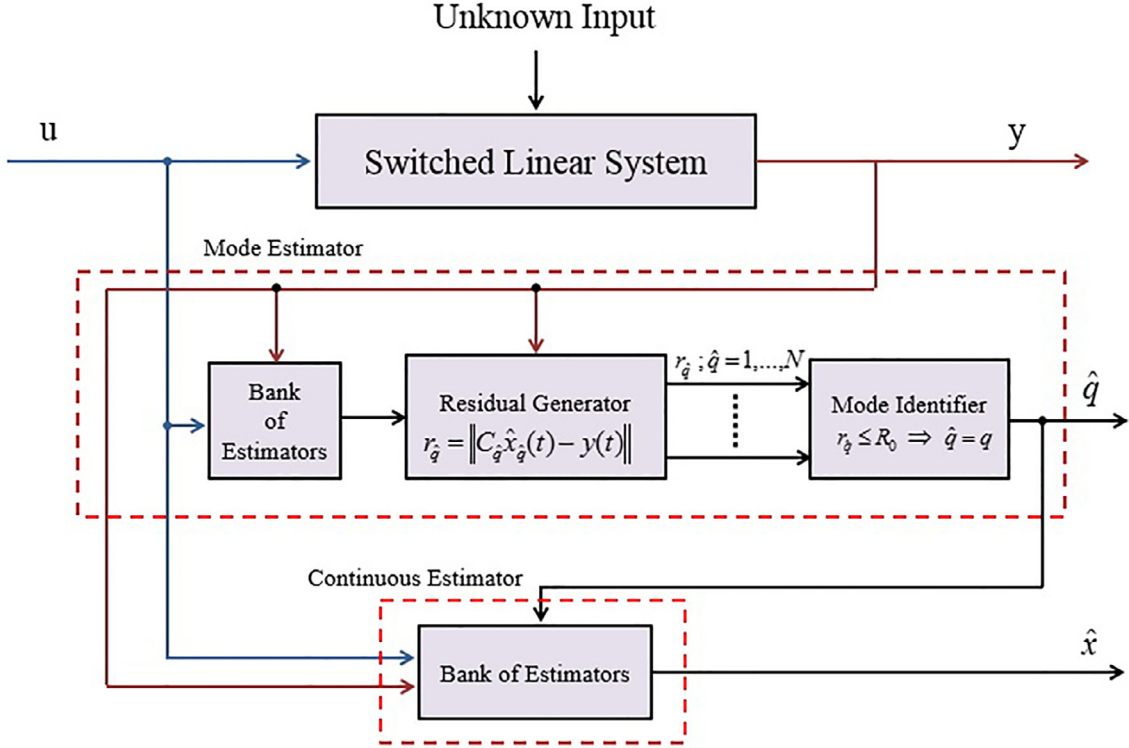 Unknown Input
u
Switched Linear System
y
Mode Estimator
Bank
of
Estimators
Residual Generator
r_q̂ = ‖C_q̂ x̂_q̂(t) − y(t)‖
r_q̂ ; q̂ = 1,...,N
Mode Identifier
r_q̂ ≤ R_0 ⇒ q̂ = q
q̂
Continuous Estimator
Bank of Estimators
x̂